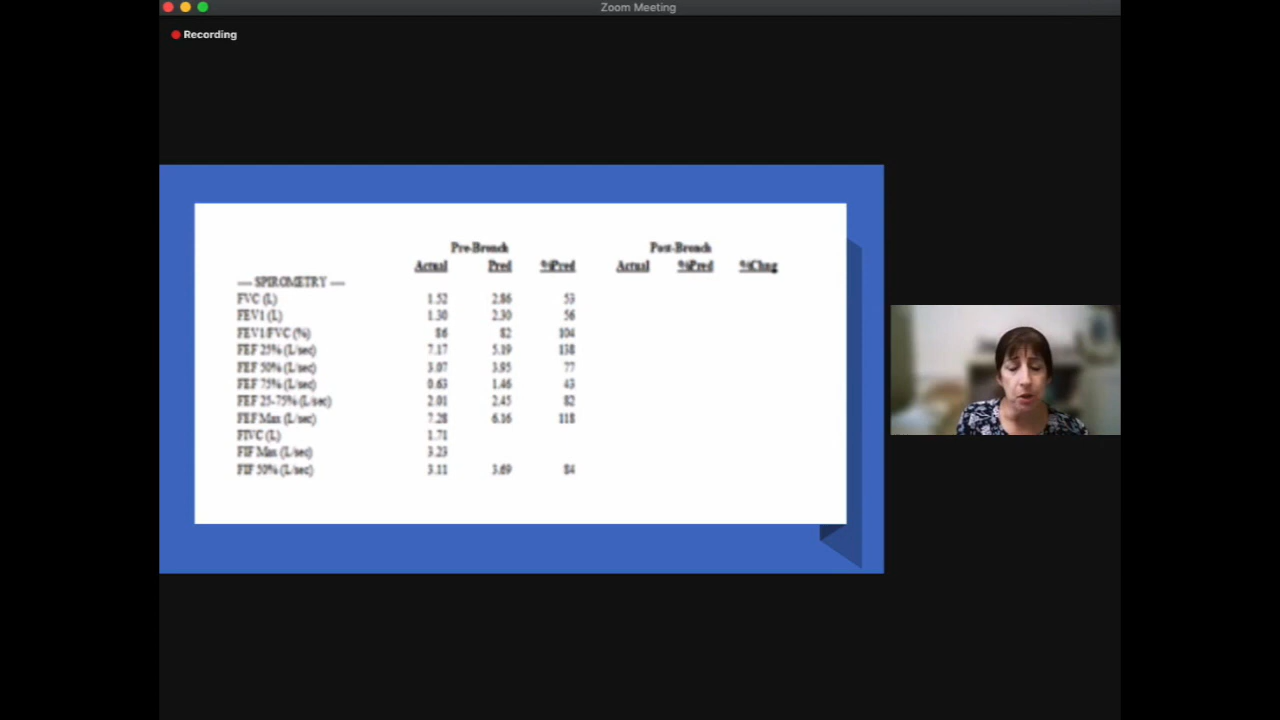 Zoom Meeting
Recording
Pre-Bronch Post-Bronch
Actual Pred %Pred Actual %Pred %Chng
--- SPIROMETRY ---
FVC (L) 1.52 2.86 53
FEV1 (L) 1.30 2.30 56
FEV1/FVC (%) 86 82 104
FEF 25% (L/sec) 7.17 5.19 138
FEF 50% (L/sec) 3.07 3.95 77
FEF 75% (L/sec) 0.63 1.46 43
FEF 25-75% (L/sec) 2.01 2.45 82
FEF Max (L/sec) 7.28 6.16 118
FIVC (L) 1.71
FIF Max (L/sec) 3.23
FIF 50% (L/sec) 3.11 3.69 84